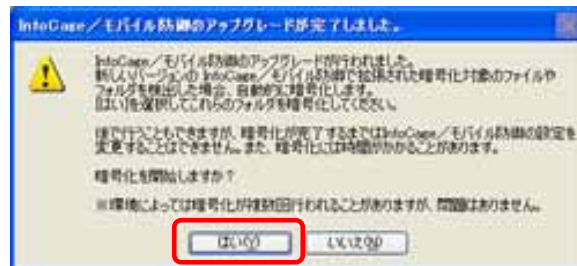 InfoCage／モバイル防御のアップグレードが完了しました。
InfoCage／モバイル防御のアップグレードが行われました。
新しいバージョンの InfoCage／モバイル防御で拡張された暗号化対象のファイルや
フォルダを検出した場合、自動的に暗号化します。
[はい]を選択してこれらのフォルダを暗号化してください。
後で行うこともできますが、暗号化が完了するまではInfoCage／モバイル防御の設定を
変更することはできません。また、暗号化には時間がかかることがあります。
暗号化を開始しますか？
※環境によっては暗号化が複数回行われることがありますが、問題はありません。
はい(Y)
いいえ(N)